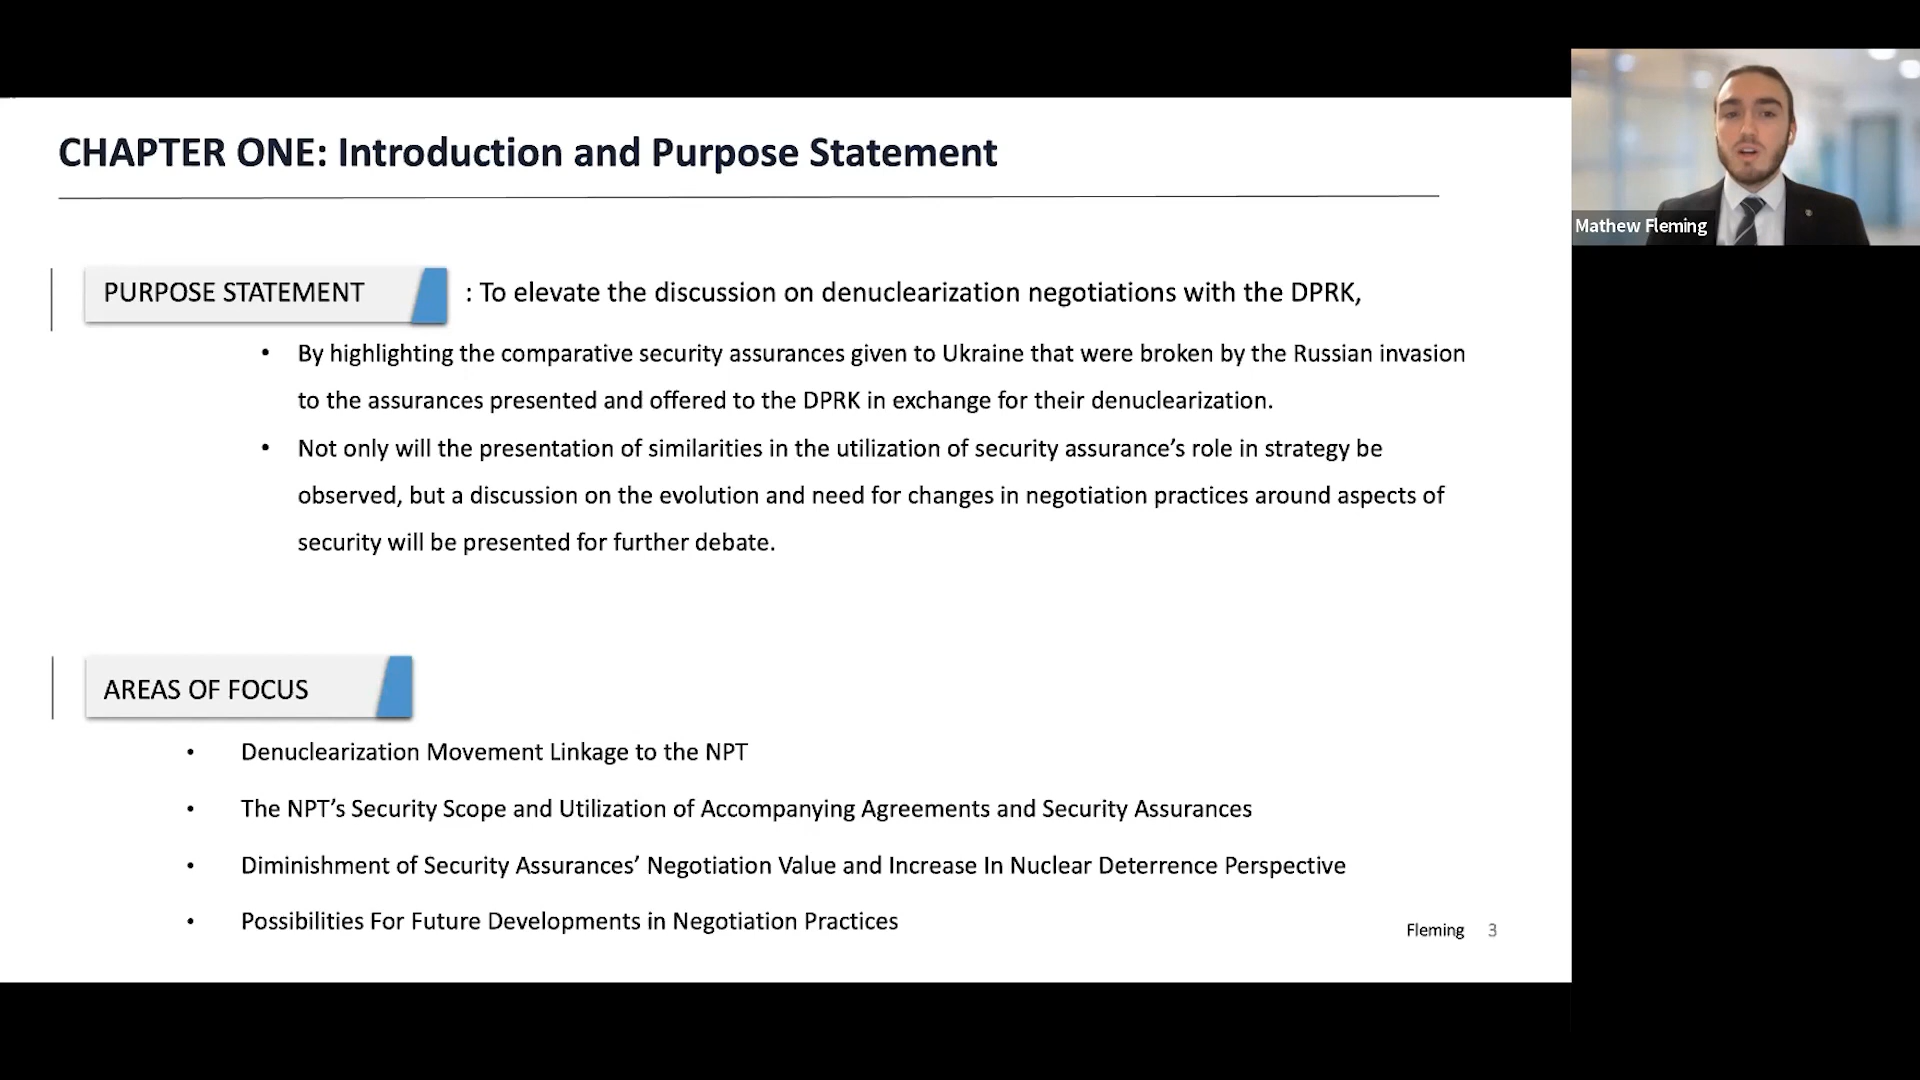 CHAPTER ONE: Introduction and Purpose Statement
Mathew Fleming
PURPOSE STATEMENT : To elevate the discussion on denuclearization negotiations with the DPRK,
• By highlighting the comparative security assurances given to Ukraine that were broken by the Russian invasion
to the assurances presented and offered to the DPRK in exchange for their denuclearization.
• Not only will the presentation of similarities in the utilization of security assurance’s role in strategy be
observed, but a discussion on the evolution and need for changes in negotiation practices around aspects of
security will be presented for further debate.
AREAS OF FOCUS
• Denuclearization Movement Linkage to the NPT
• The NPT’s Security Scope and Utilization of Accompanying Agreements and Security Assurances
• Diminishment of Security Assurances’ Negotiation Value and Increase In Nuclear Deterrence Perspective
• Possibilities For Future Developments in Negotiation Practices
Fleming 3